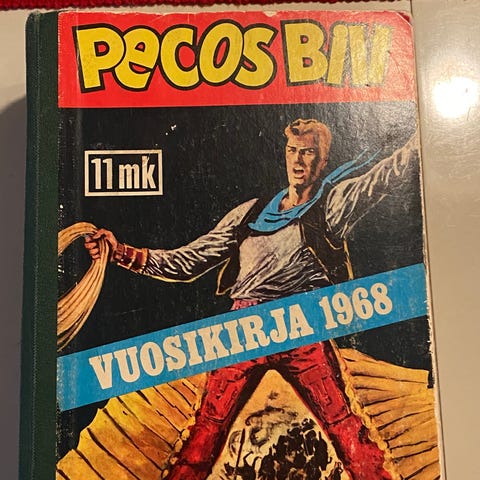 PECOS BILL
11 mk
VUOSIKIRJA 1968